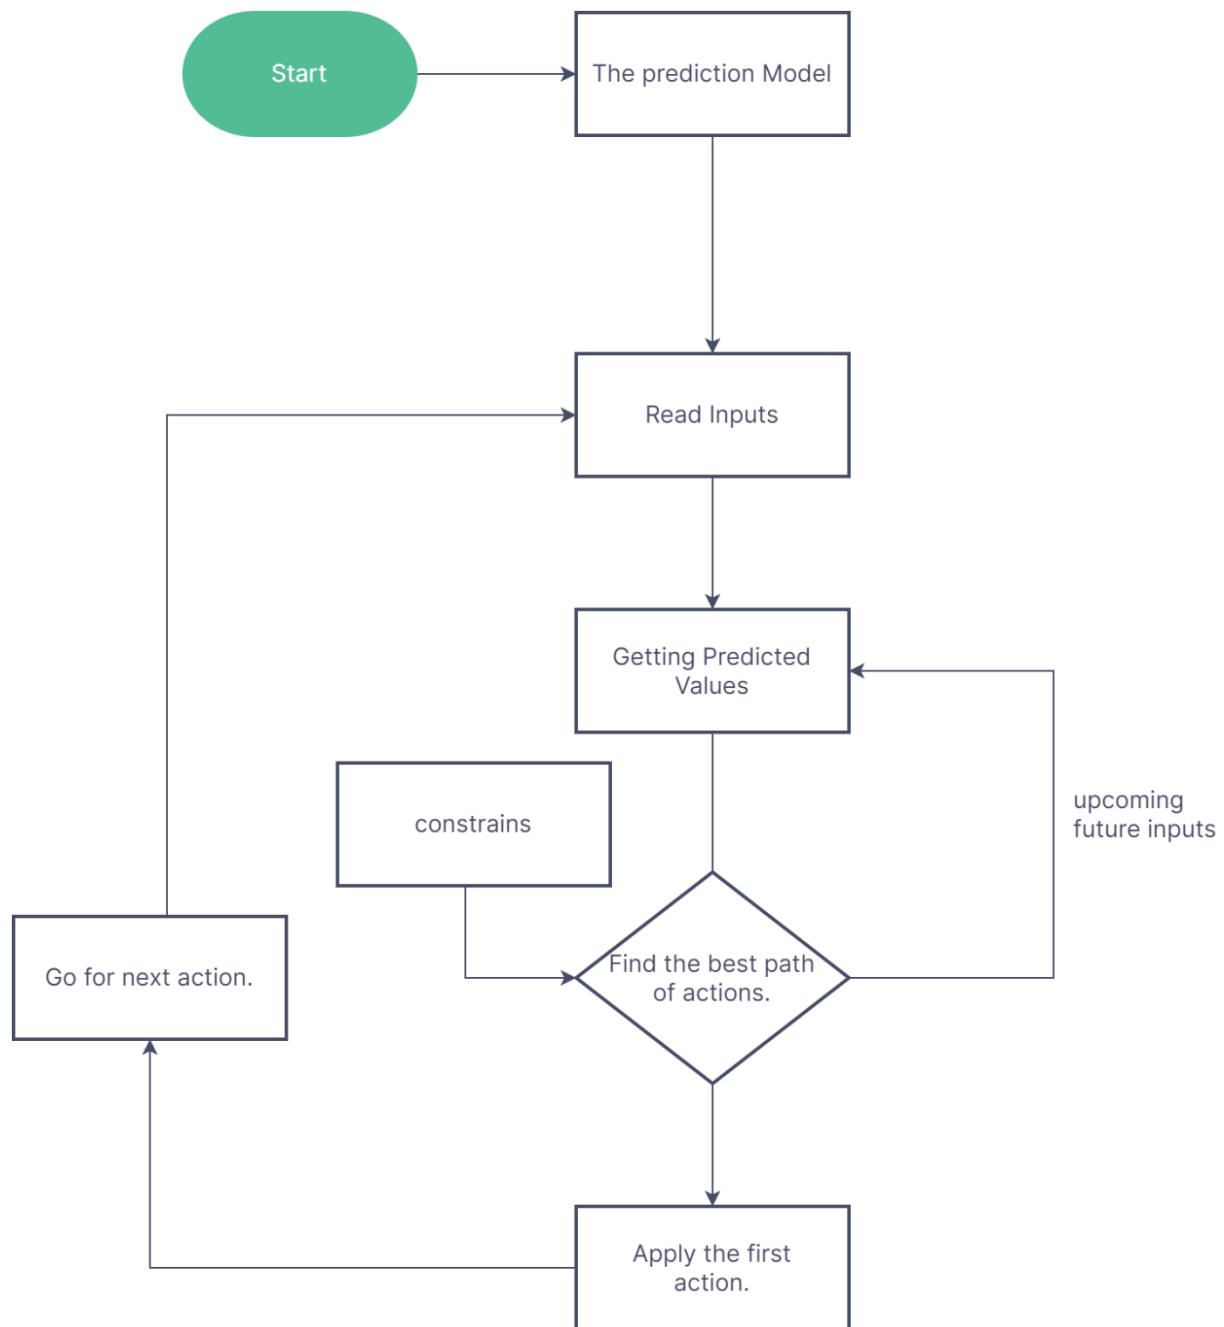 Start
The prediction Model
Read Inputs
Getting Predicted
Values
constrains
upcoming
future inputs
Go for next action.
Find the best path
of actions.
Apply the first
action.